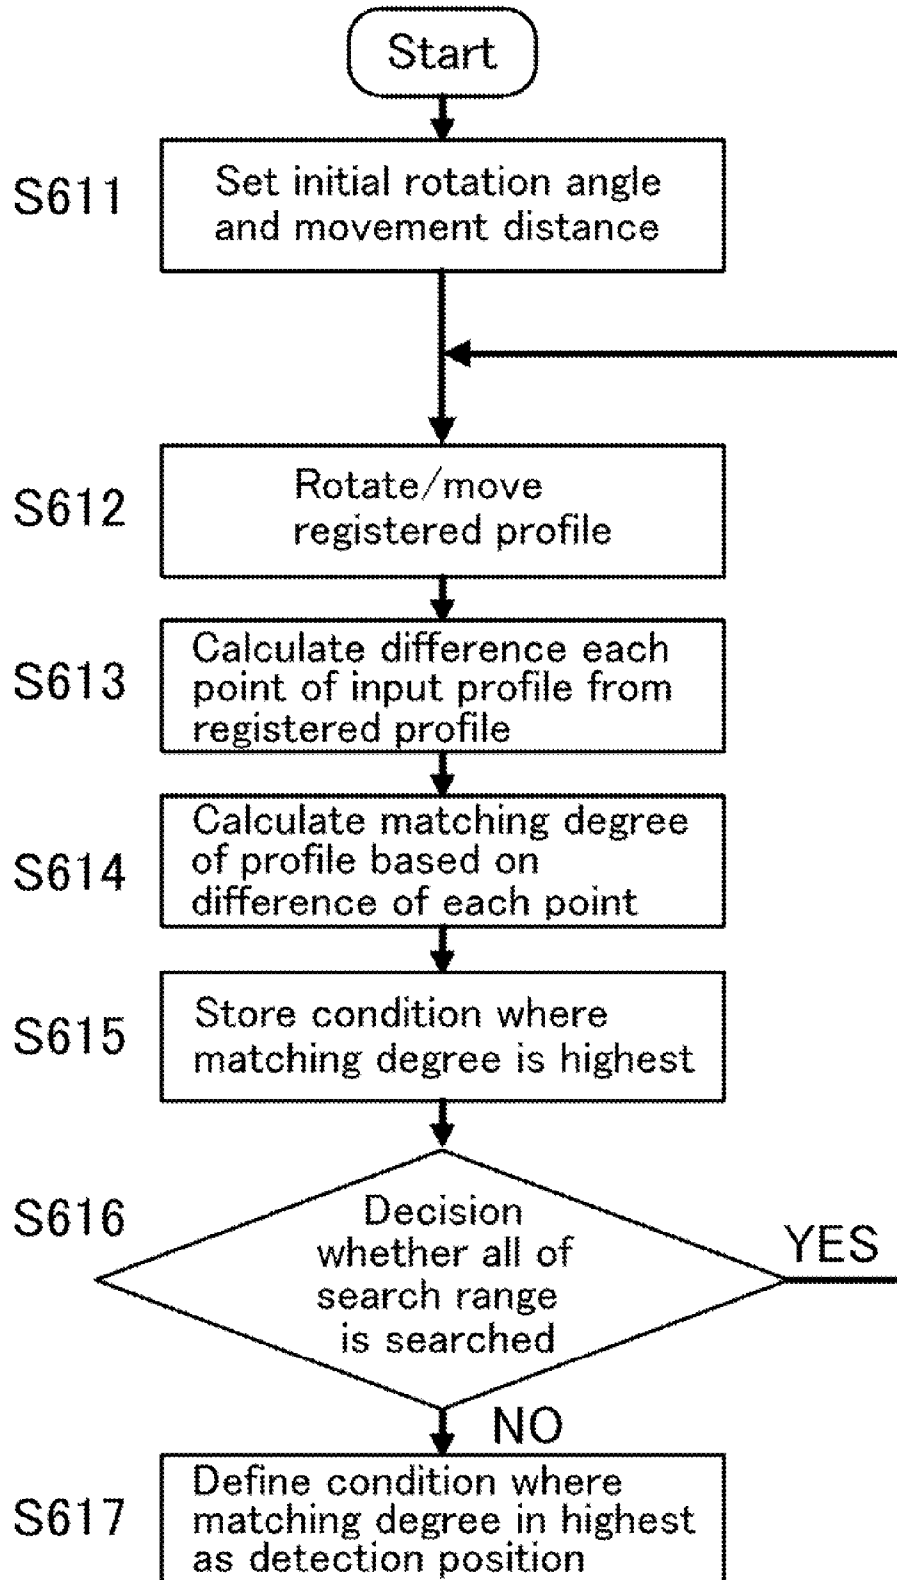 Start
S611
Set initial rotation angle
and movement distance
S612
Rotate/move
registered profile
S613
Calculate difference each
point of input profile from
registered profile
S614
Calculate matching degree
of profile based on
difference of each point
S615
Store condition where
matching degree is highest
S616
Decision
whether all of
search range
is searched
YES
NO
S617
Define condition where
matching degree in highest
as detection position